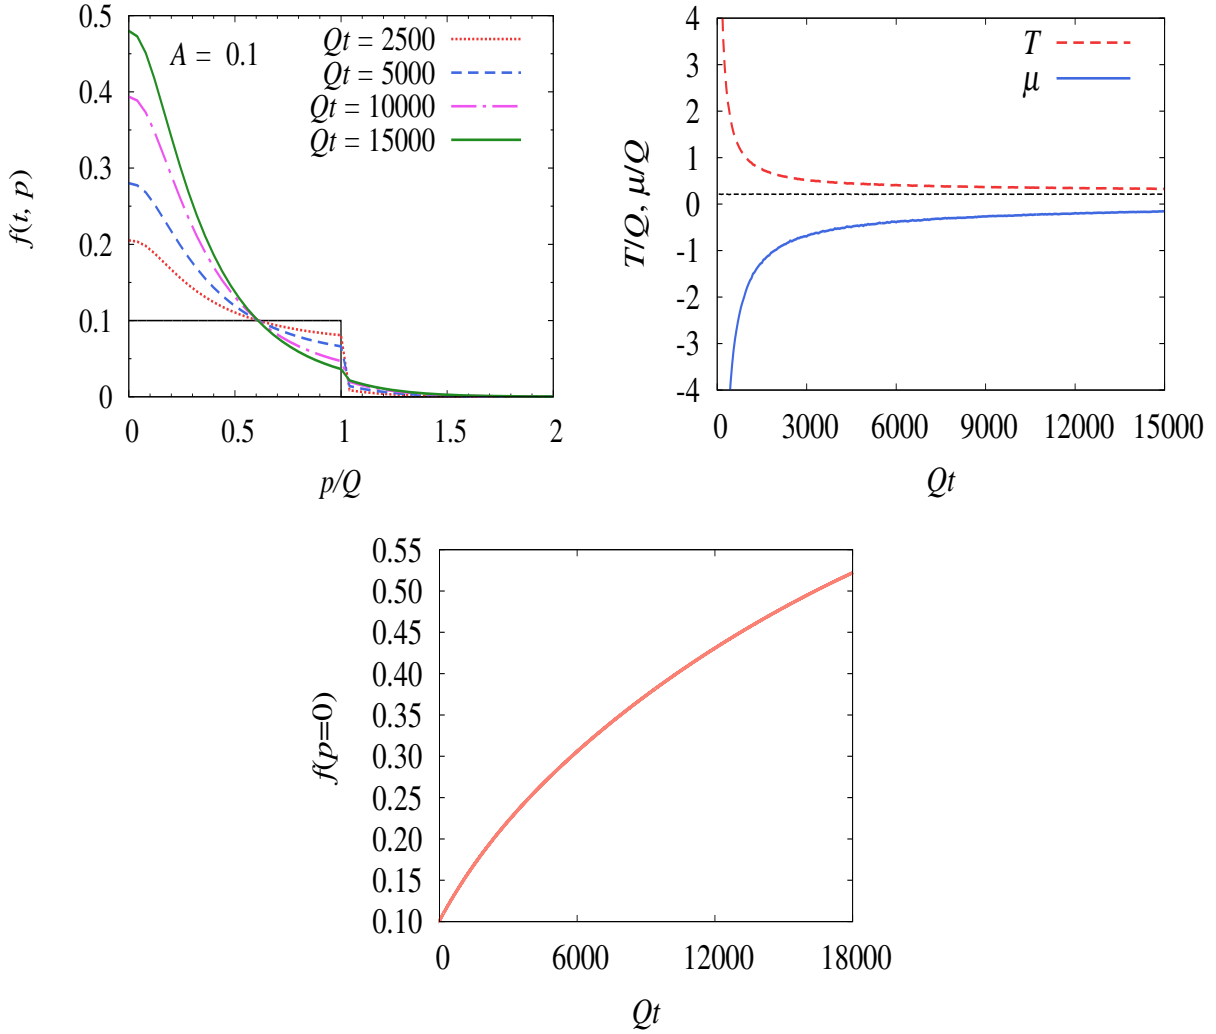 0.5
0.4
0.3
0.2
0.1
0
f(t, p)
A = 0.1
Qt = 2500
Qt = 5000
Qt = 10000
Qt = 15000
0 0.5 1 1.5 2
p/Q
4
3
2
1
0
-1
-2
-3
-4
T/Q, μ/Q
T
μ
0 3000 6000 9000 12000 15000
Qt
0.55
0.50
0.45
0.40
0.35
0.30
0.25
0.20
0.15
0.10
f(p=0)
0 6000 12000 18000
Qt